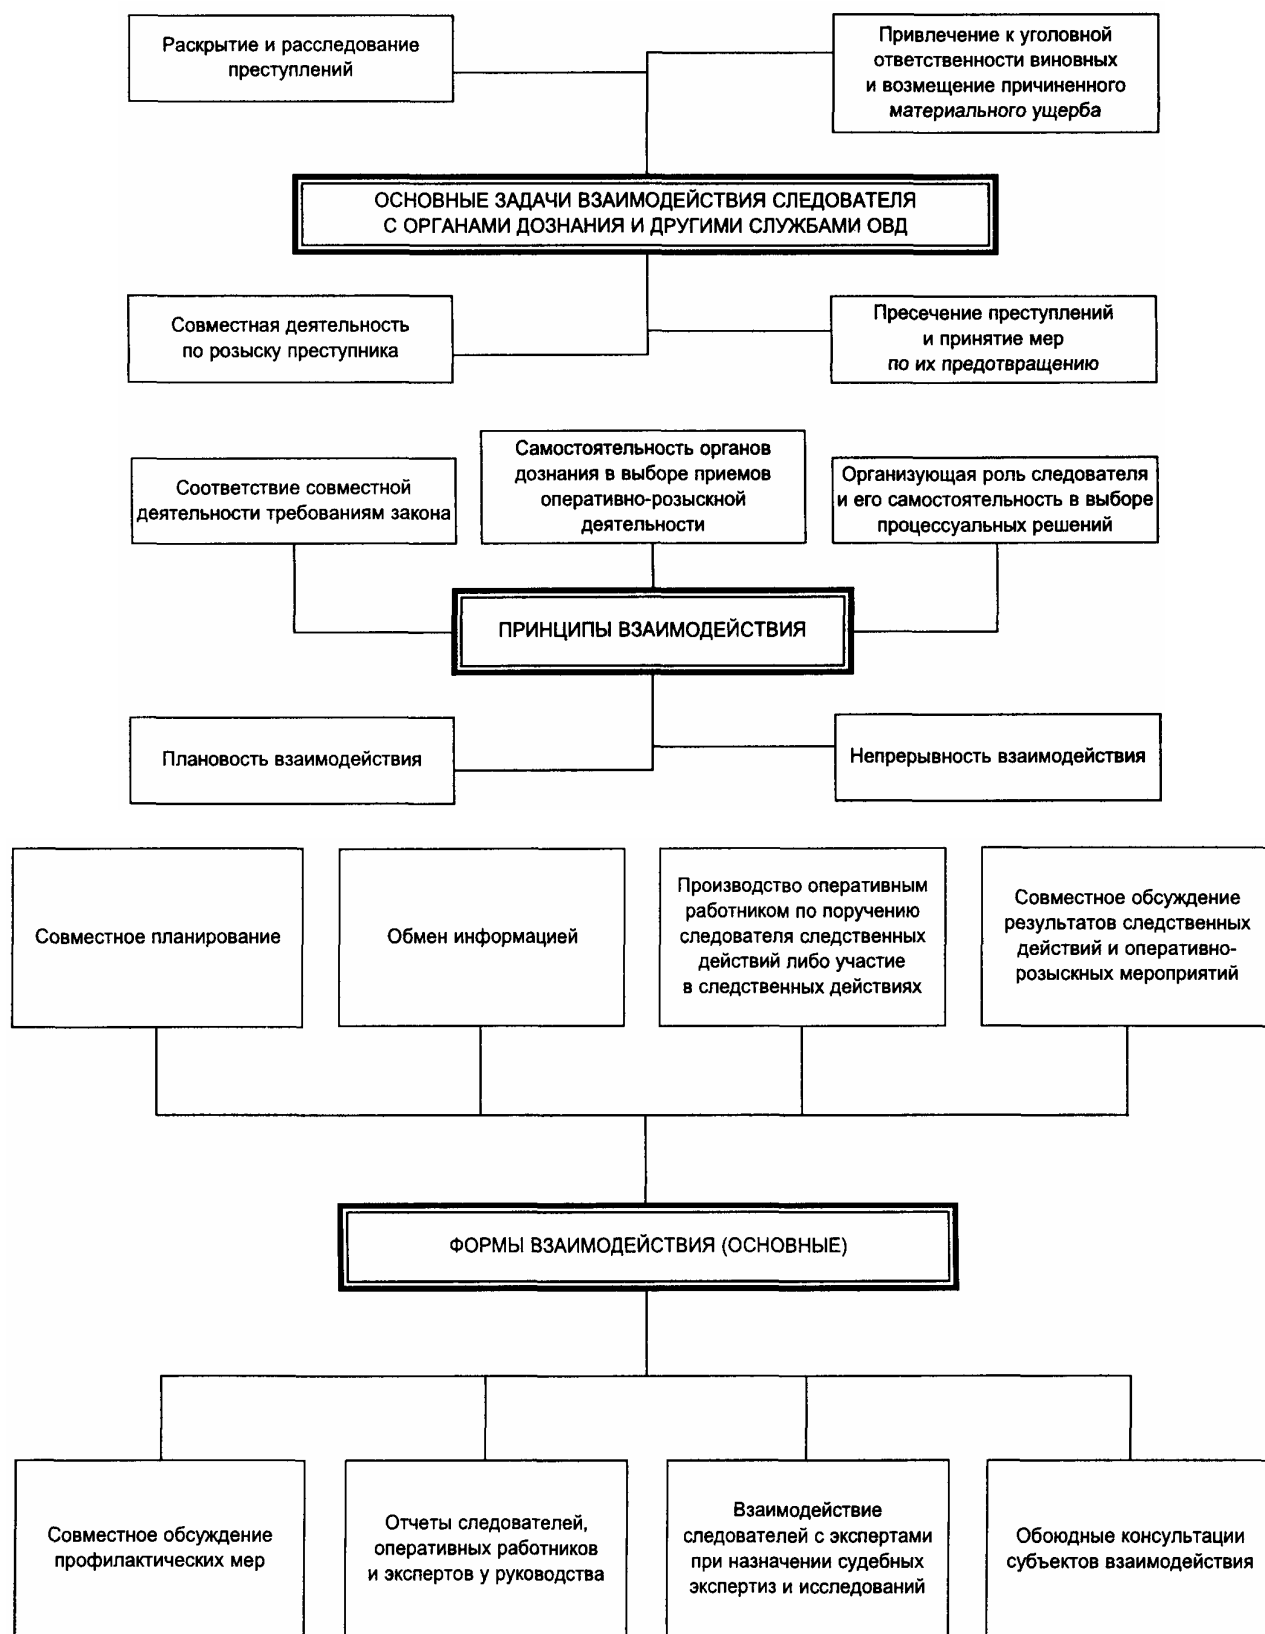 Раскрытие и расследование
преступлений
Привлечение к уголовной
ответственности виновных
и возмещение причиненного
материального ущерба
ОСНОВНЫЕ ЗАДАЧИ ВЗАИМОДЕЙСТВИЯ СЛЕДОВАТЕЛЯ
С ОРГАНАМИ ДОЗНАНИЯ И ДРУГИМИ СЛУЖБАМИ ОВД
Совместная деятельность
по розыску преступника
Пресечение преступлений
и принятие мер
по их предотвращению
Соответствие совместной
деятельности требованиям закона
Самостоятельность органов
дознания в выборе приемов
оперативно-розыскной
деятельности
Организующая роль следователя
и его самостоятельность в выборе
процессуальных решений
ПРИНЦИПЫ ВЗАИМОДЕЙСТВИЯ
Плановость взаимодействия
Непрерывность взаимодействия
Совместное планирование
Обмен информацией
Производство оперативным
работником по поручению
следователя следственных
действий либо участие
в следственных действиях
Совместное обсуждение
результатов следственных
действий и оперативно-
розыскных мероприятий
ФОРМЫ ВЗАИМОДЕЙСТВИЯ (ОСНОВНЫЕ)
Совместное обсуждение
профилактических мер
Отчеты следователей,
оперативных работников
и экспертов у руководства
Взаимодействие
следователей с экспертами
при назначении судебных
экспертиз и исследований
Обоюдные консультации
субъектов взаимодействия